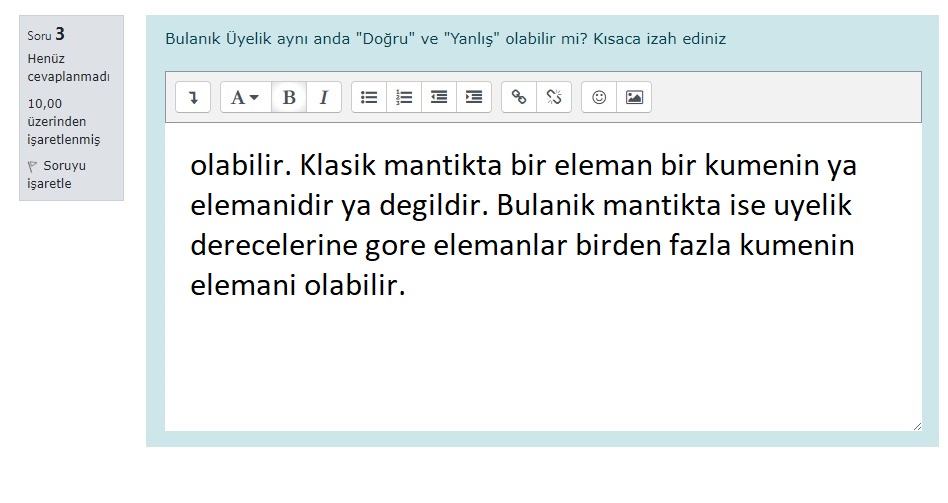 Soru 3
Henüz
cevaplanmadı
10,00
üzerinden
işaretlenmiş
Soruyu
işaretle
Bulanık Üyelik aynı anda "Doğru" ve "Yanlış" olabilir mi? Kısaca izah ediniz
A B I
olabilir. Klasik mantikta bir eleman bir kumenin ya
elemanidir ya degildir. Bulanik mantikta ise uyelik
derecelerine gore elemanlar birden fazla kumenin
elemani olabilir.